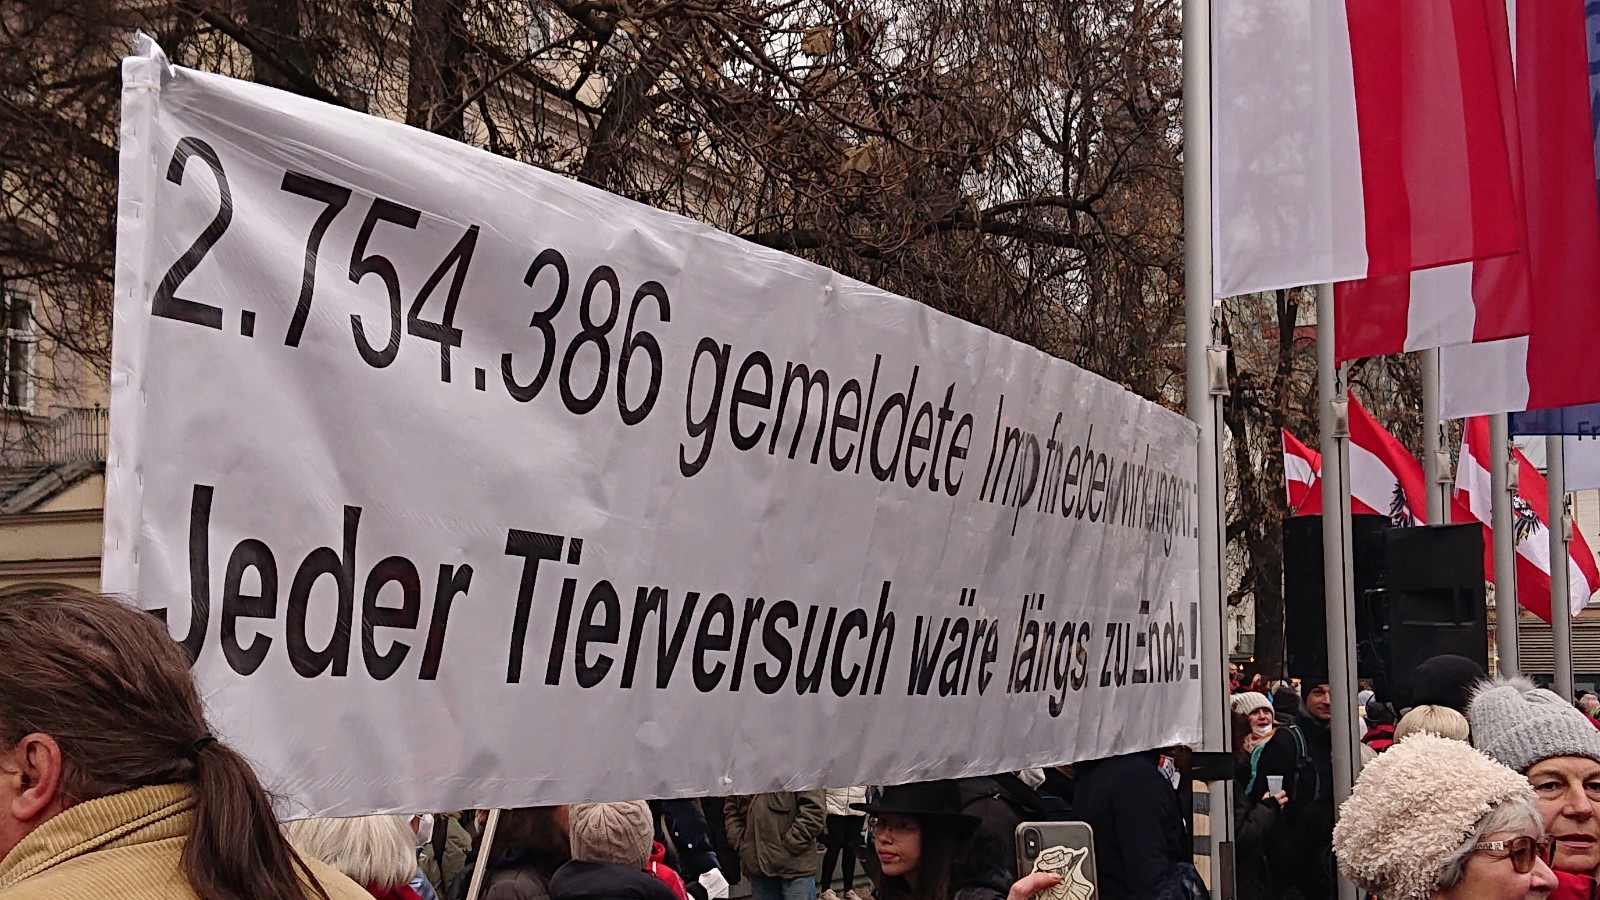 2.754.386 gemeldete Impfnebenwirkungen:
Jeder Tierversuch wäre längst zu Ende!